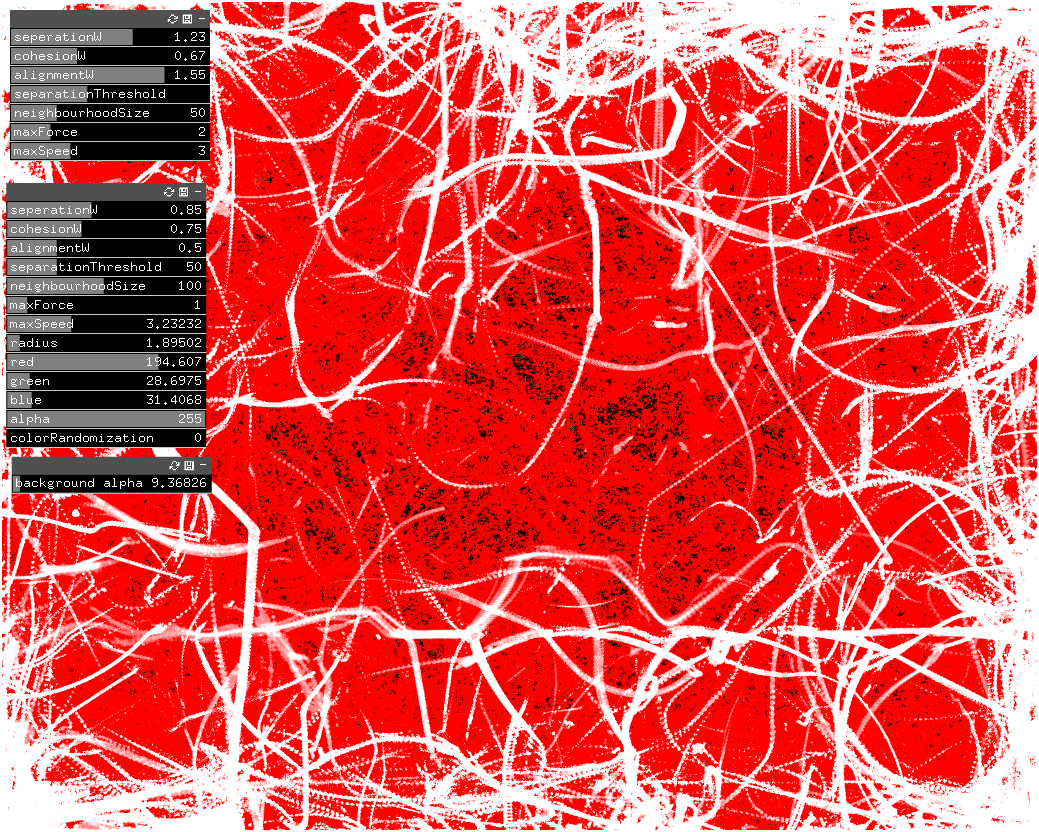 seperationW 1.23
cohesionW 0.67
alignmentW 1.55
separationThreshold
neighbourhoodSize 50
maxForce 2
maxSpeed 3
seperationW 0.85
cohesionW 0.75
alignmentW 0.5
separationThreshold 50
neighbourhoodSize 100
maxForce 1
maxSpeed 3.23232
radius 1.89502
red 194.607
green 28.6975
blue 31.4068
alpha 255
colorRandomization 0
background alpha 9.36826